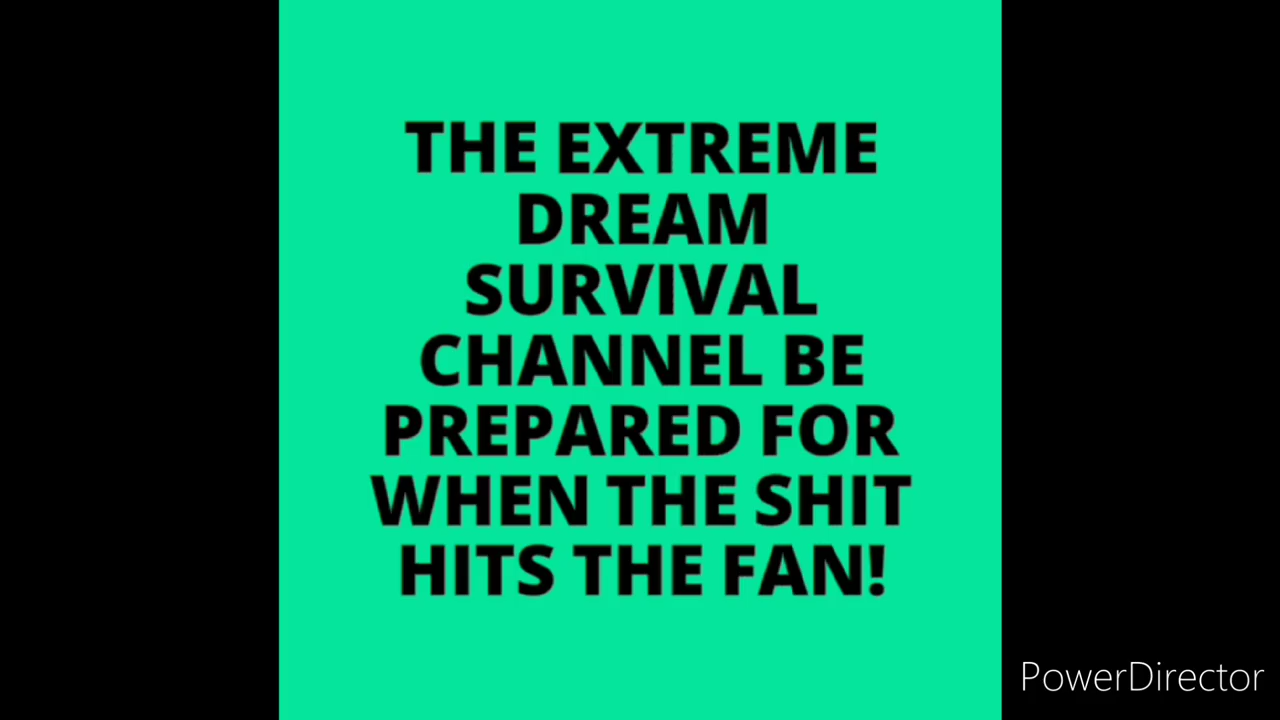 THE EXTREME
DREAM
SURVIVAL
CHANNEL BE
PREPARED FOR
WHEN THE SHIT
HITS THE FAN!
PowerDirector